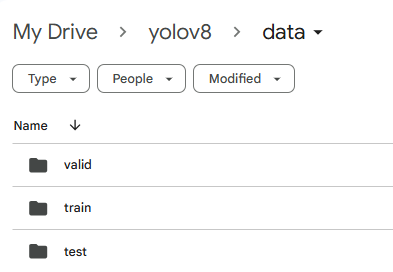 My Drive > yolov8 > data
Type People Modified
Name ↓
valid
train
test